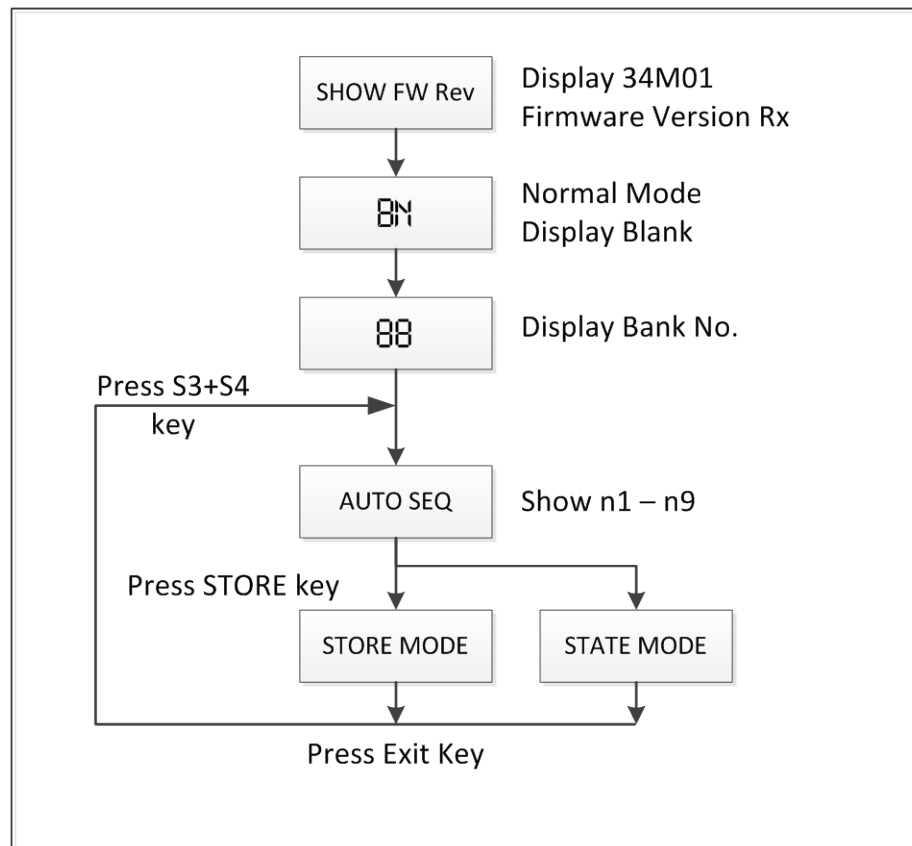 SHOW FW Rev
Display 34M01
Firmware Version Rx
8N
Normal Mode
Display Blank
88
Display Bank No.
Press S3+S4
key
AUTO SEQ
Show n1 – n9
Press STORE key
STORE MODE
STATE MODE
Press Exit Key